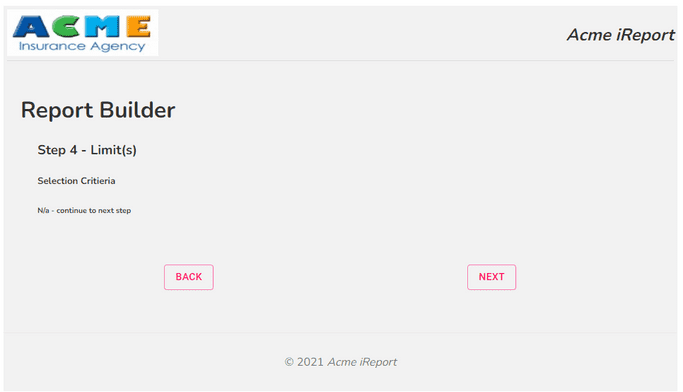 ACME
Insurance Agency
Acme iReport
Report Builder
Step 4 - Limit(s)
Selection Critieria
N/a - continue to next step
BACK
NEXT
© 2021 Acme iReport